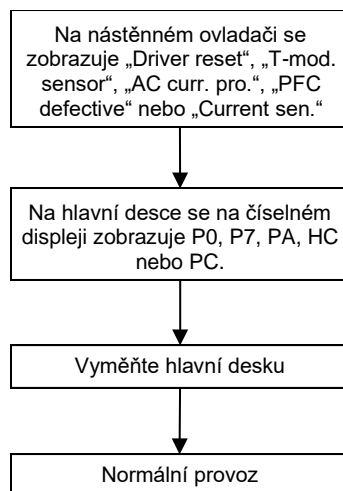 Na nástěnném ovladači se
zobrazuje „Driver reset“, „T-mod.
sensor“, „AC curr. pro.“, „PFC
defective“ nebo „Current sen.“
Na hlavní desce se na číselném
displeji zobrazuje P0, P7, PA, HC
nebo PC.
Vyměňte hlavní desku
Normální provoz